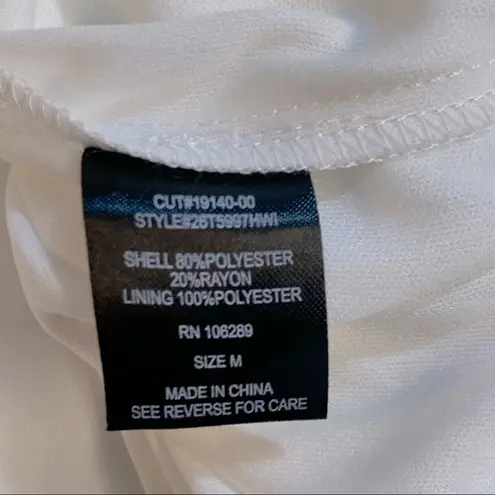 CUT#19140-00
STYLE#26T5997HWI
SHELL 80%POLYESTER
20%RAYON
LINING 100%POLYESTER
RN 106289
SIZE M
MADE IN CHINA
SEE REVERSE FOR CARE